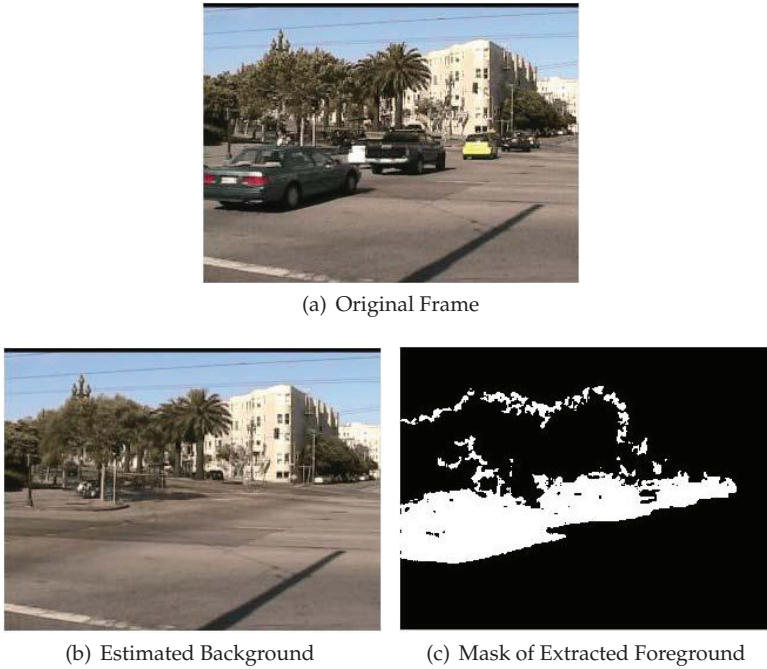 (a) Original Frame
(b) Estimated Background
(c) Mask of Extracted Foreground